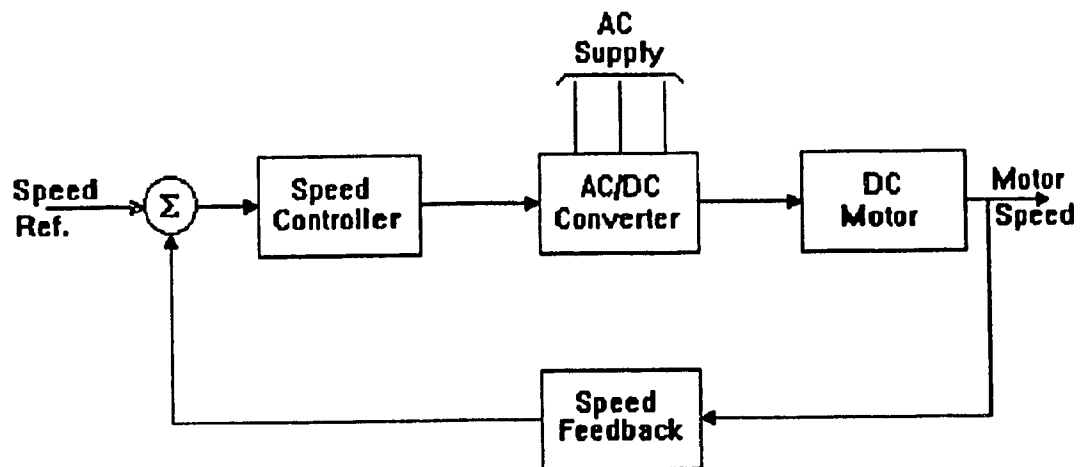 AC
Supply
Speed
Ref.
Σ
Speed
Controller
AC/DC
Converter
DC
Motor
Motor
Speed
Speed
Feedback